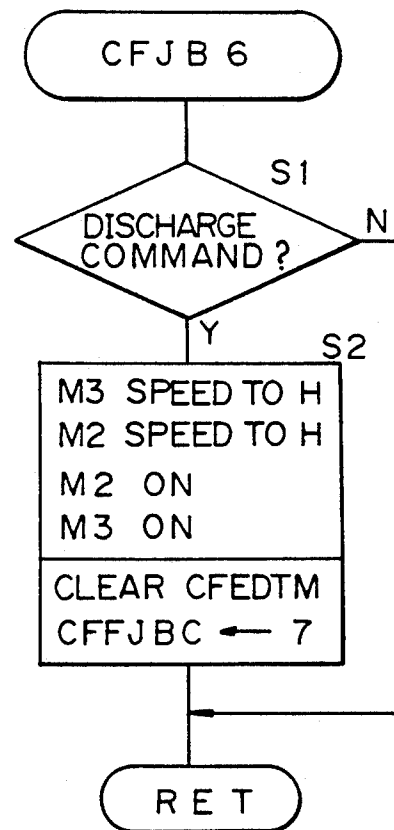 CFJB 6
S1
DISCHARGE
COMMAND ?
N
Y
S2
M3 SPEED TO H
M2 SPEED TO H
M2 ON
M3 ON
CLEAR CFEDTM
CFFJBC ← 7
RET